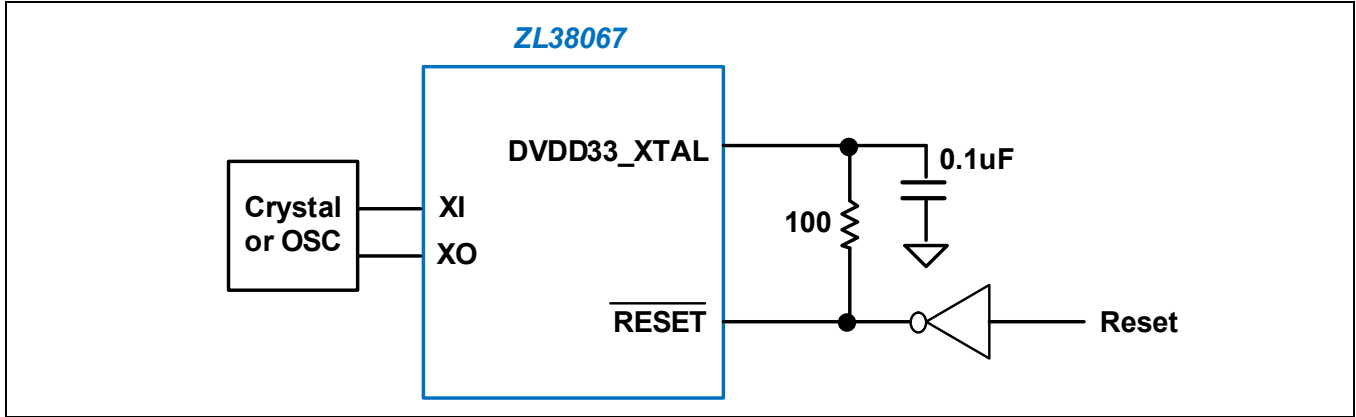 ZL38067
DVDD33_XTAL
0.1uF
Crystal
or OSC
XI
XO
100
RESET
Reset